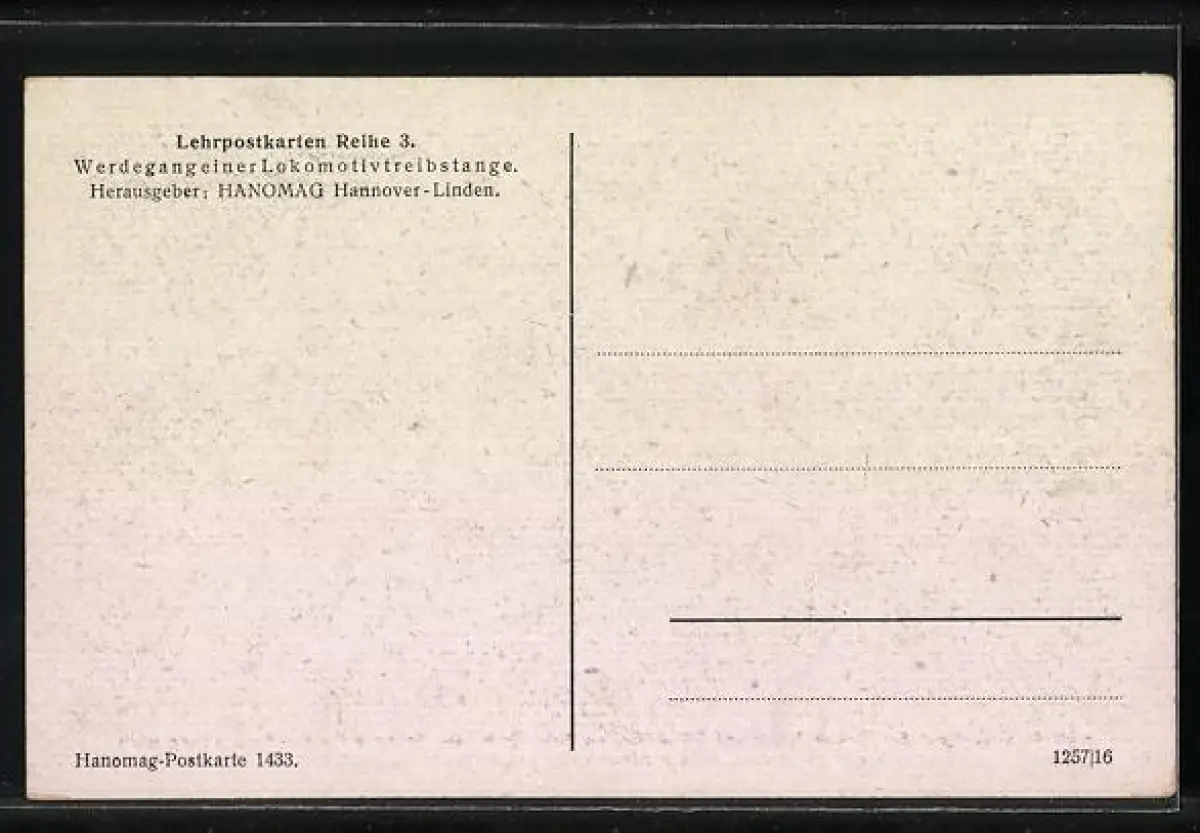 Lehrpostkarten Reihe 3.
Werdegang einer Lokomotivtreibstange.
Herausgeber: HANOMAG Hannover-Linden.
Hanomag-Postkarte 1433.
1257|16